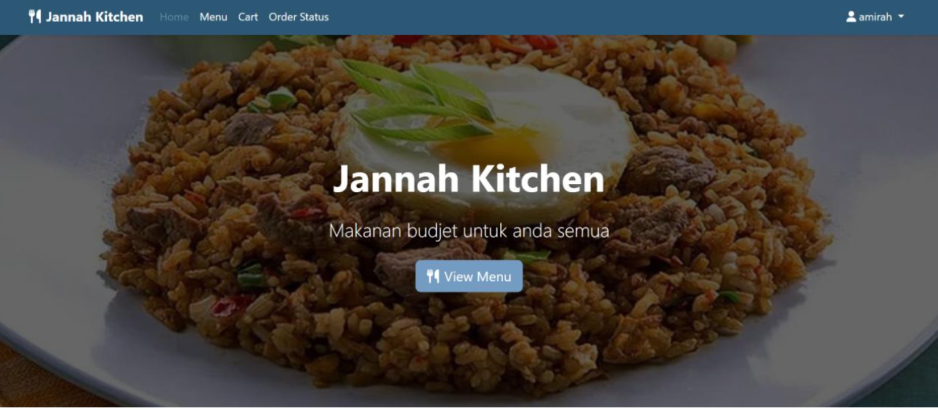 Jannah Kitchen Home Menu Cart Order Status amirah
Jannah Kitchen
Makanan budjet untuk anda semua
View Menu